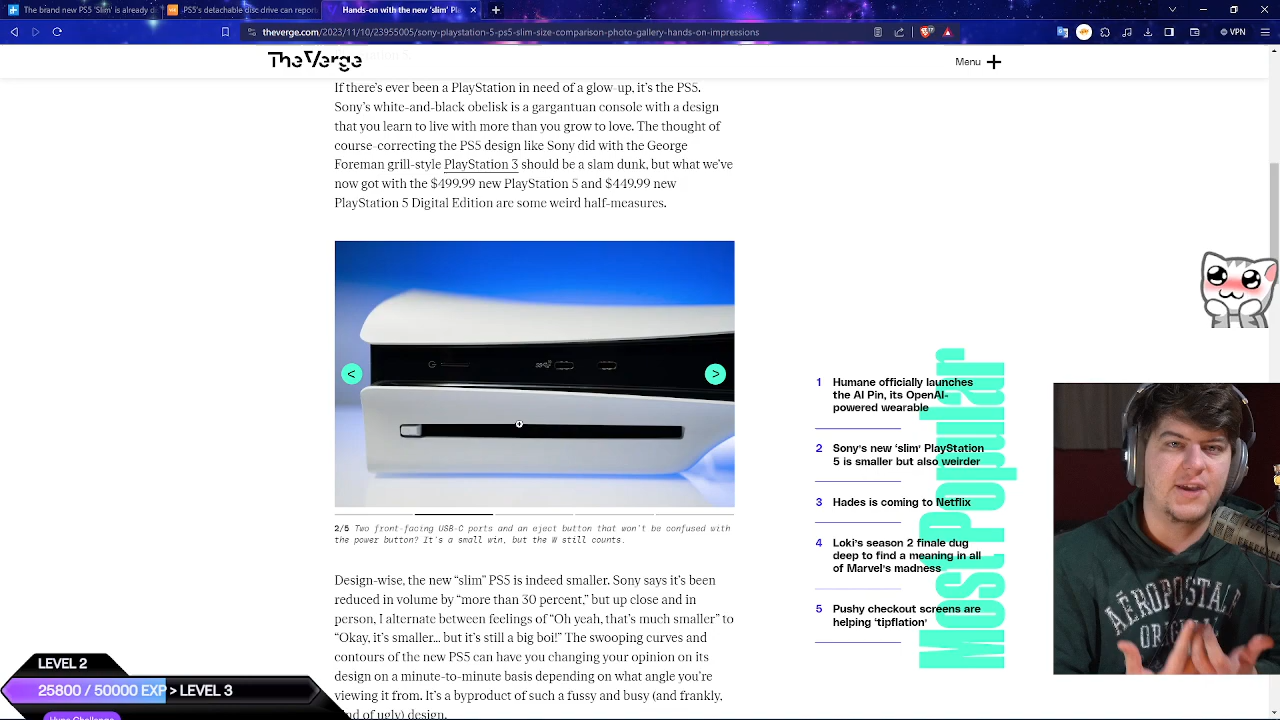 The brand new PS5 'Slim' is already d
PS5's detachable disc drive can repor
Hands-on with the new 'slim' Pl
theverge.com/2023/11/10/23955005/sony-playstation-5-ps5-slim-size-comparison-photo-gallery-hands-on-impressions
VPN
TheVerge
Menu
If there's ever been a PlayStation in need of a glow-up, it's the PS5.
Sony's white-and-black obelisk is a gargantuan console with a design
that you learn to live with more than you grow to love. The thought of
course-correcting the PS5 design like Sony did with the George
Foreman grill-style PlayStation 3 should be a slam dunk, but what we've
now got with the $499.99 new PlayStation 5 and $449.99 new
PlayStation 5 Digital Edition are some weird half-measures.
2/5 Two front-facing USB-C ports and an eject button that won't be confused with
the power button? It's a small win, but the W still counts.
Design-wise, the new "slim" PS5 is indeed smaller. Sony says it's been
reduced in volume by "more than 30 percent," but up close and in
person, I alternate between feelings of "Oh yeah, that's much smaller" to
"Okay, it's smaller... but it's still a big boi!" The swooping curves and
contours of the new PS5 can have you changing your opinion on its
design on a minute-to-minute basis depending on what angle you're
viewing it from. It's a byproduct of such a fussy and busy (and frankly,
kind of ugly) design.
Most Popular
1 Humane officially launches
the AI Pin, its OpenAI-
powered wearable
2 Sony's new 'slim' PlayStation
5 is smaller but also weirder
3 Hades is coming to Netflix
4 Loki's season 2 finale dug
deep to find a meaning in all
of Marvel's madness
5 Pushy checkout screens are
helping 'tipflation'
AÉROPOSTALE
LEVEL 2
25800 / 50000 EXP > LEVEL 3
Hype Challenge